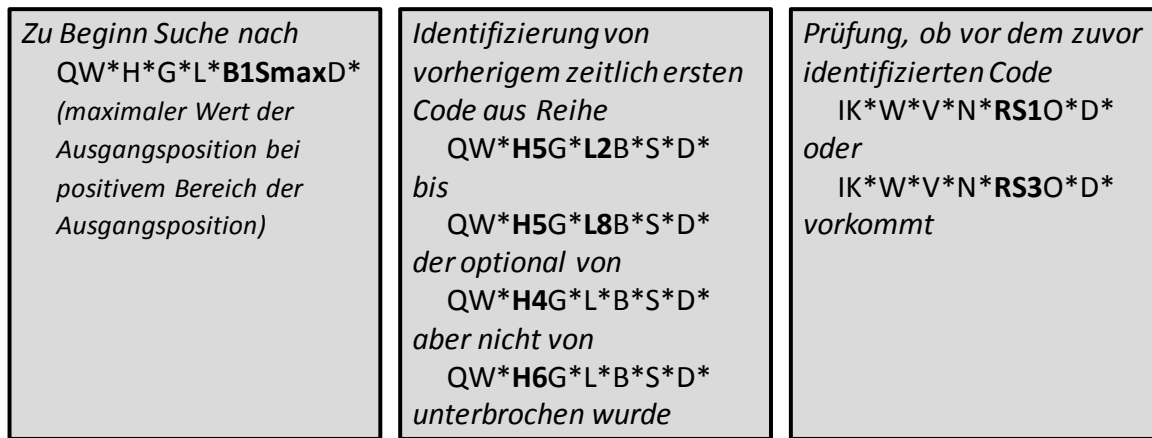 Zu Beginn Suche nach
QW*H*G*L*B1SmaxD*
(maximaler Wert der
Ausgangsposition bei
positivem Bereich der
Ausgangsposition)
Identifizierung von
vorherigem zeitlich ersten
Code aus Reihe
QW*H5G*L2B*S*D*
bis
QW*H5G*L8B*S*D*
der optional von
QW*H4G*L*B*S*D*
aber nicht von
QW*H6G*L*B*S*D*
unterbrochen wurde
Prüfung, ob vor dem zuvor
identifizierten Code
IK*W*V*N*RS1O*D*
oder
IK*W*V*N*RS3O*D*
vorkommt